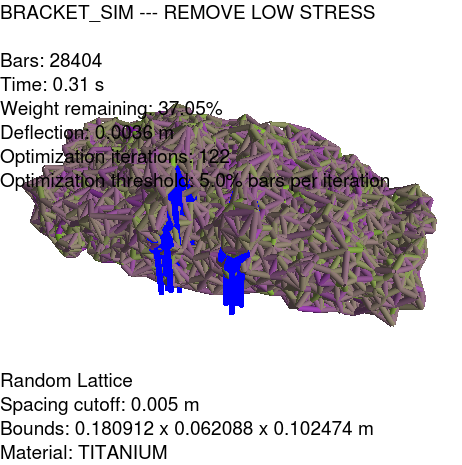 BRACKET_SIM --- REMOVE LOW STRESS
Bars: 28404
Time: 0.31 s
Weight remaining: 37.05%
Deflection: 0.0036 m
Optimization iterations: 122
Optimization threshold: 5.0% bars per iteration
Random Lattice
Spacing cutoff: 0.005 m
Bounds: 0.180912 x 0.062088 x 0.102474 m
Material: TITANIUM